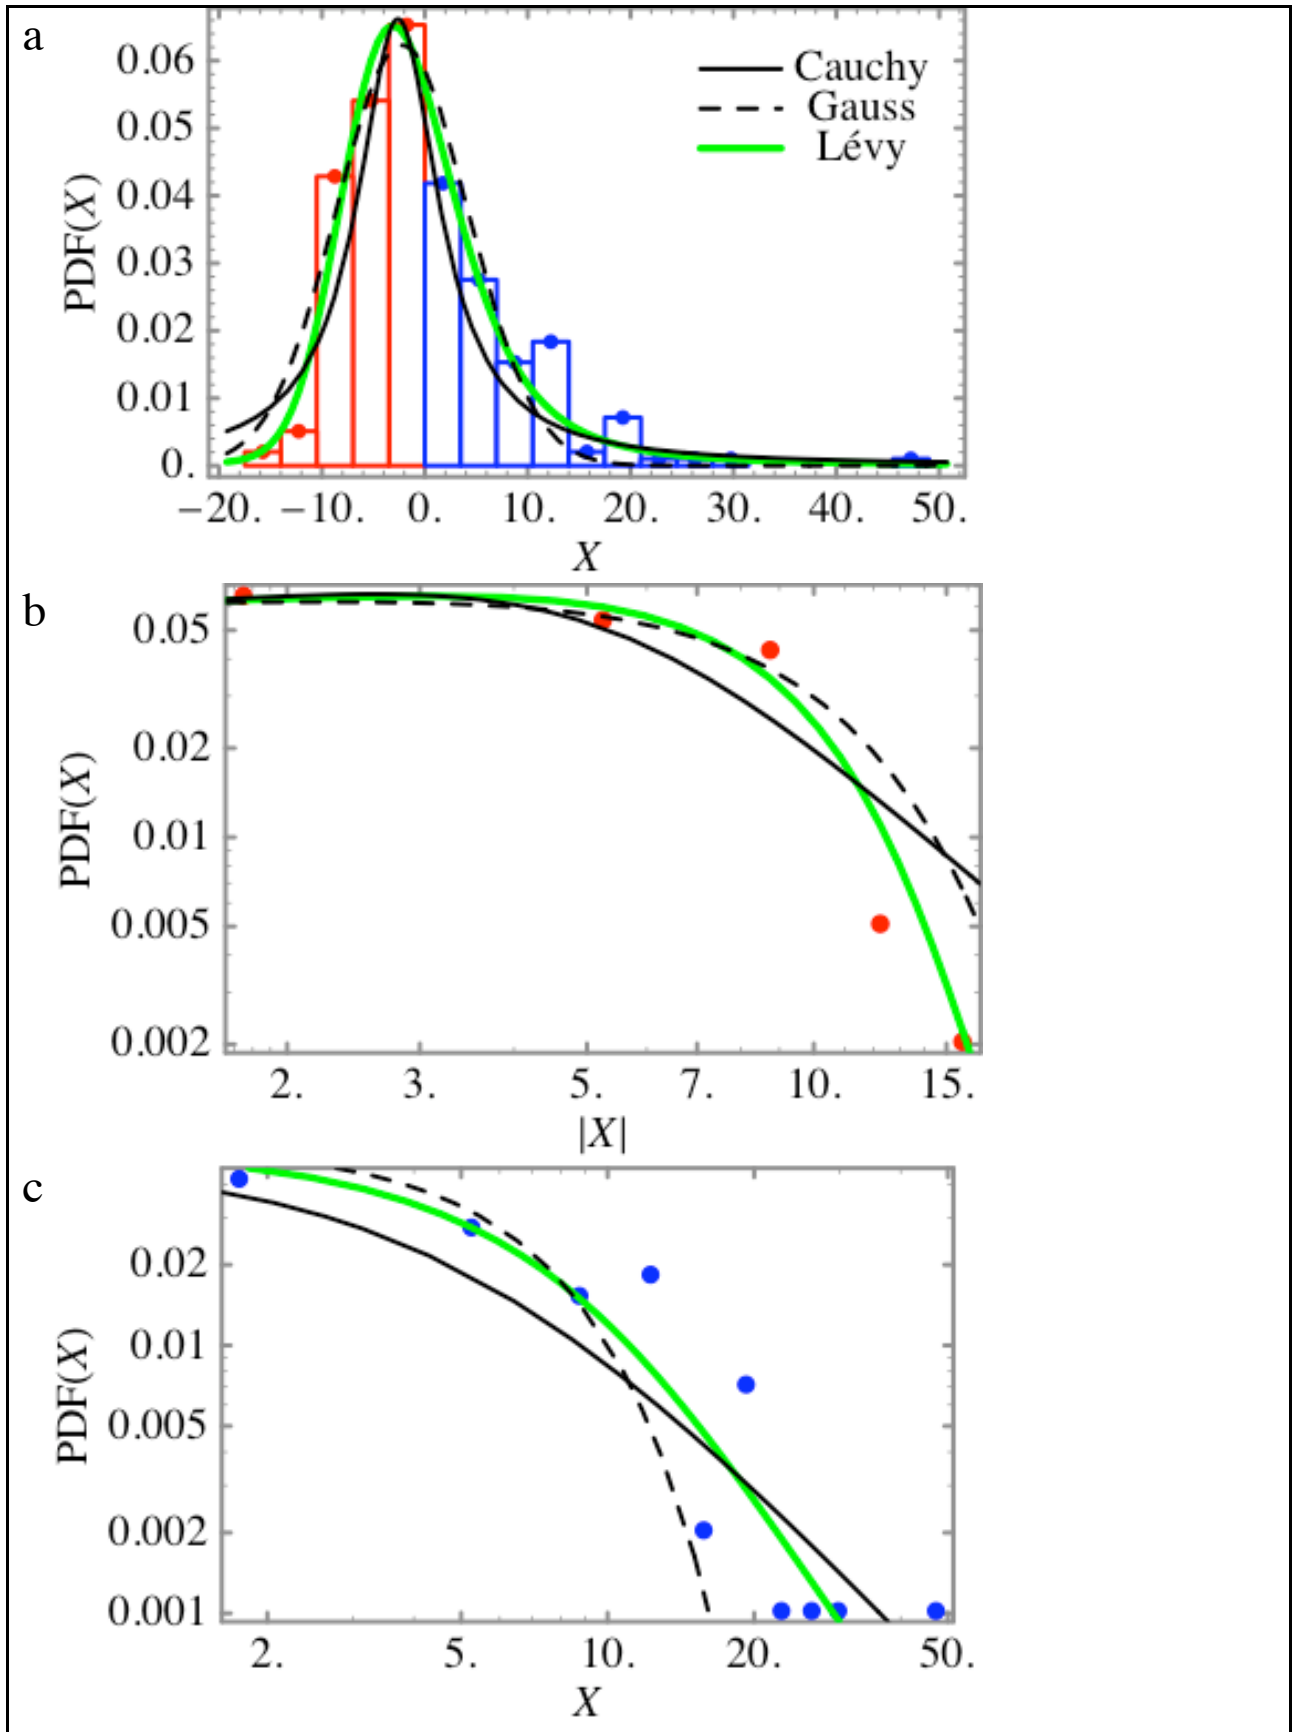 a
0.06
0.05
0.04
0.03
0.02
0.01
0.
PDF(X)
Cauchy
Gauss
Lévy
−20. −10. 0. 10. 20. 30. 40. 50.
X
b
0.05
0.02
0.01
0.005
0.002
PDF(X)
2. 3. 5. 7. 10. 15.
|X|
c
0.02
0.01
0.005
0.002
0.001
PDF(X)
2. 5. 10. 20. 50.
X